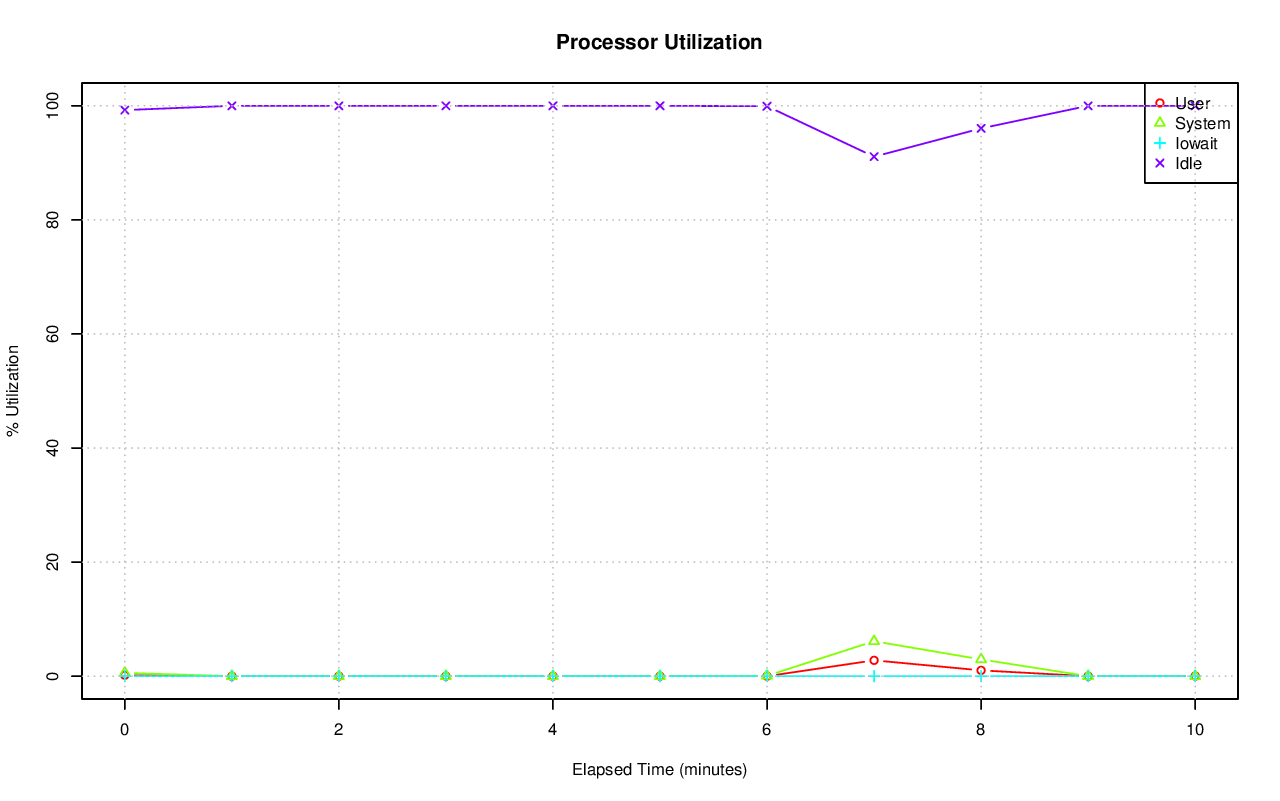 Processor Utilization
100
80
60
40
20
0
% Utilization
User
System
Iowait
Idle
0 2 4 6 8 10
Elapsed Time (minutes)